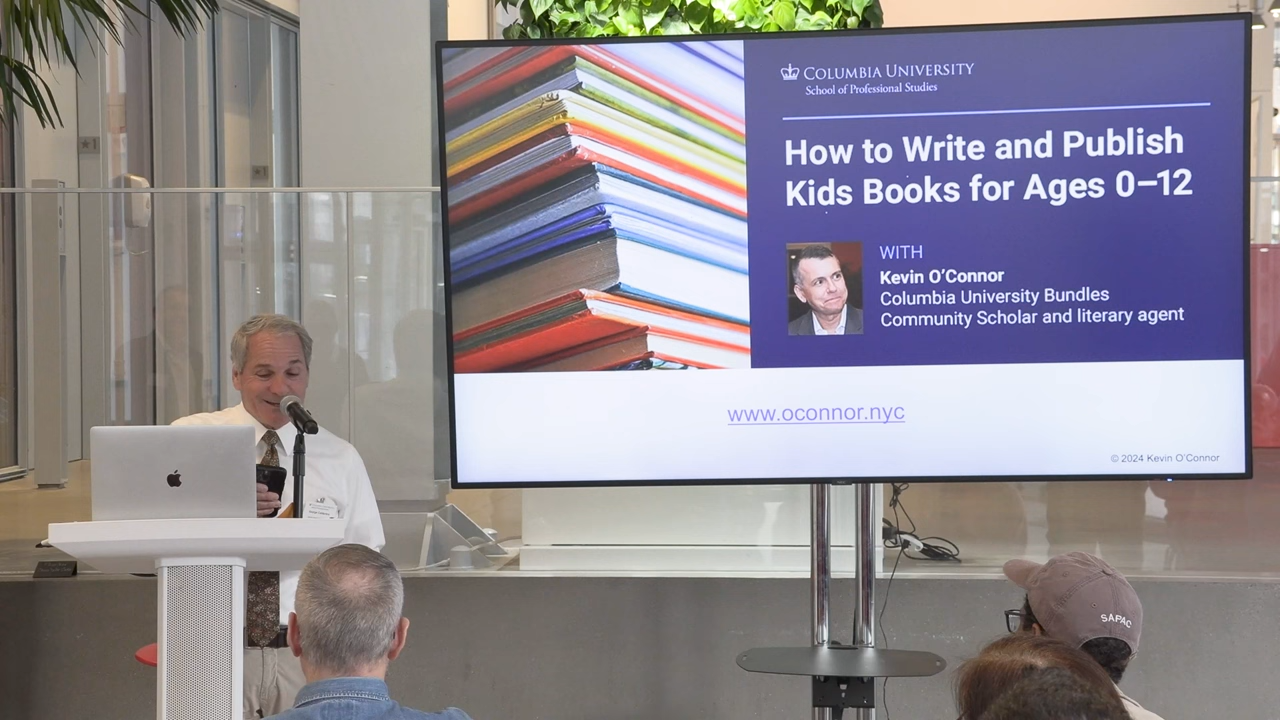 COLUMBIA UNIVERSITY
School of Professional Studies
How to Write and Publish
Kids Books for Ages 0–12
WITH
Kevin O'Connor
Columbia University Bundles
Community Scholar and literary agent
www.oconnor.nyc
© 2024 Kevin O'Connor
SAPAC